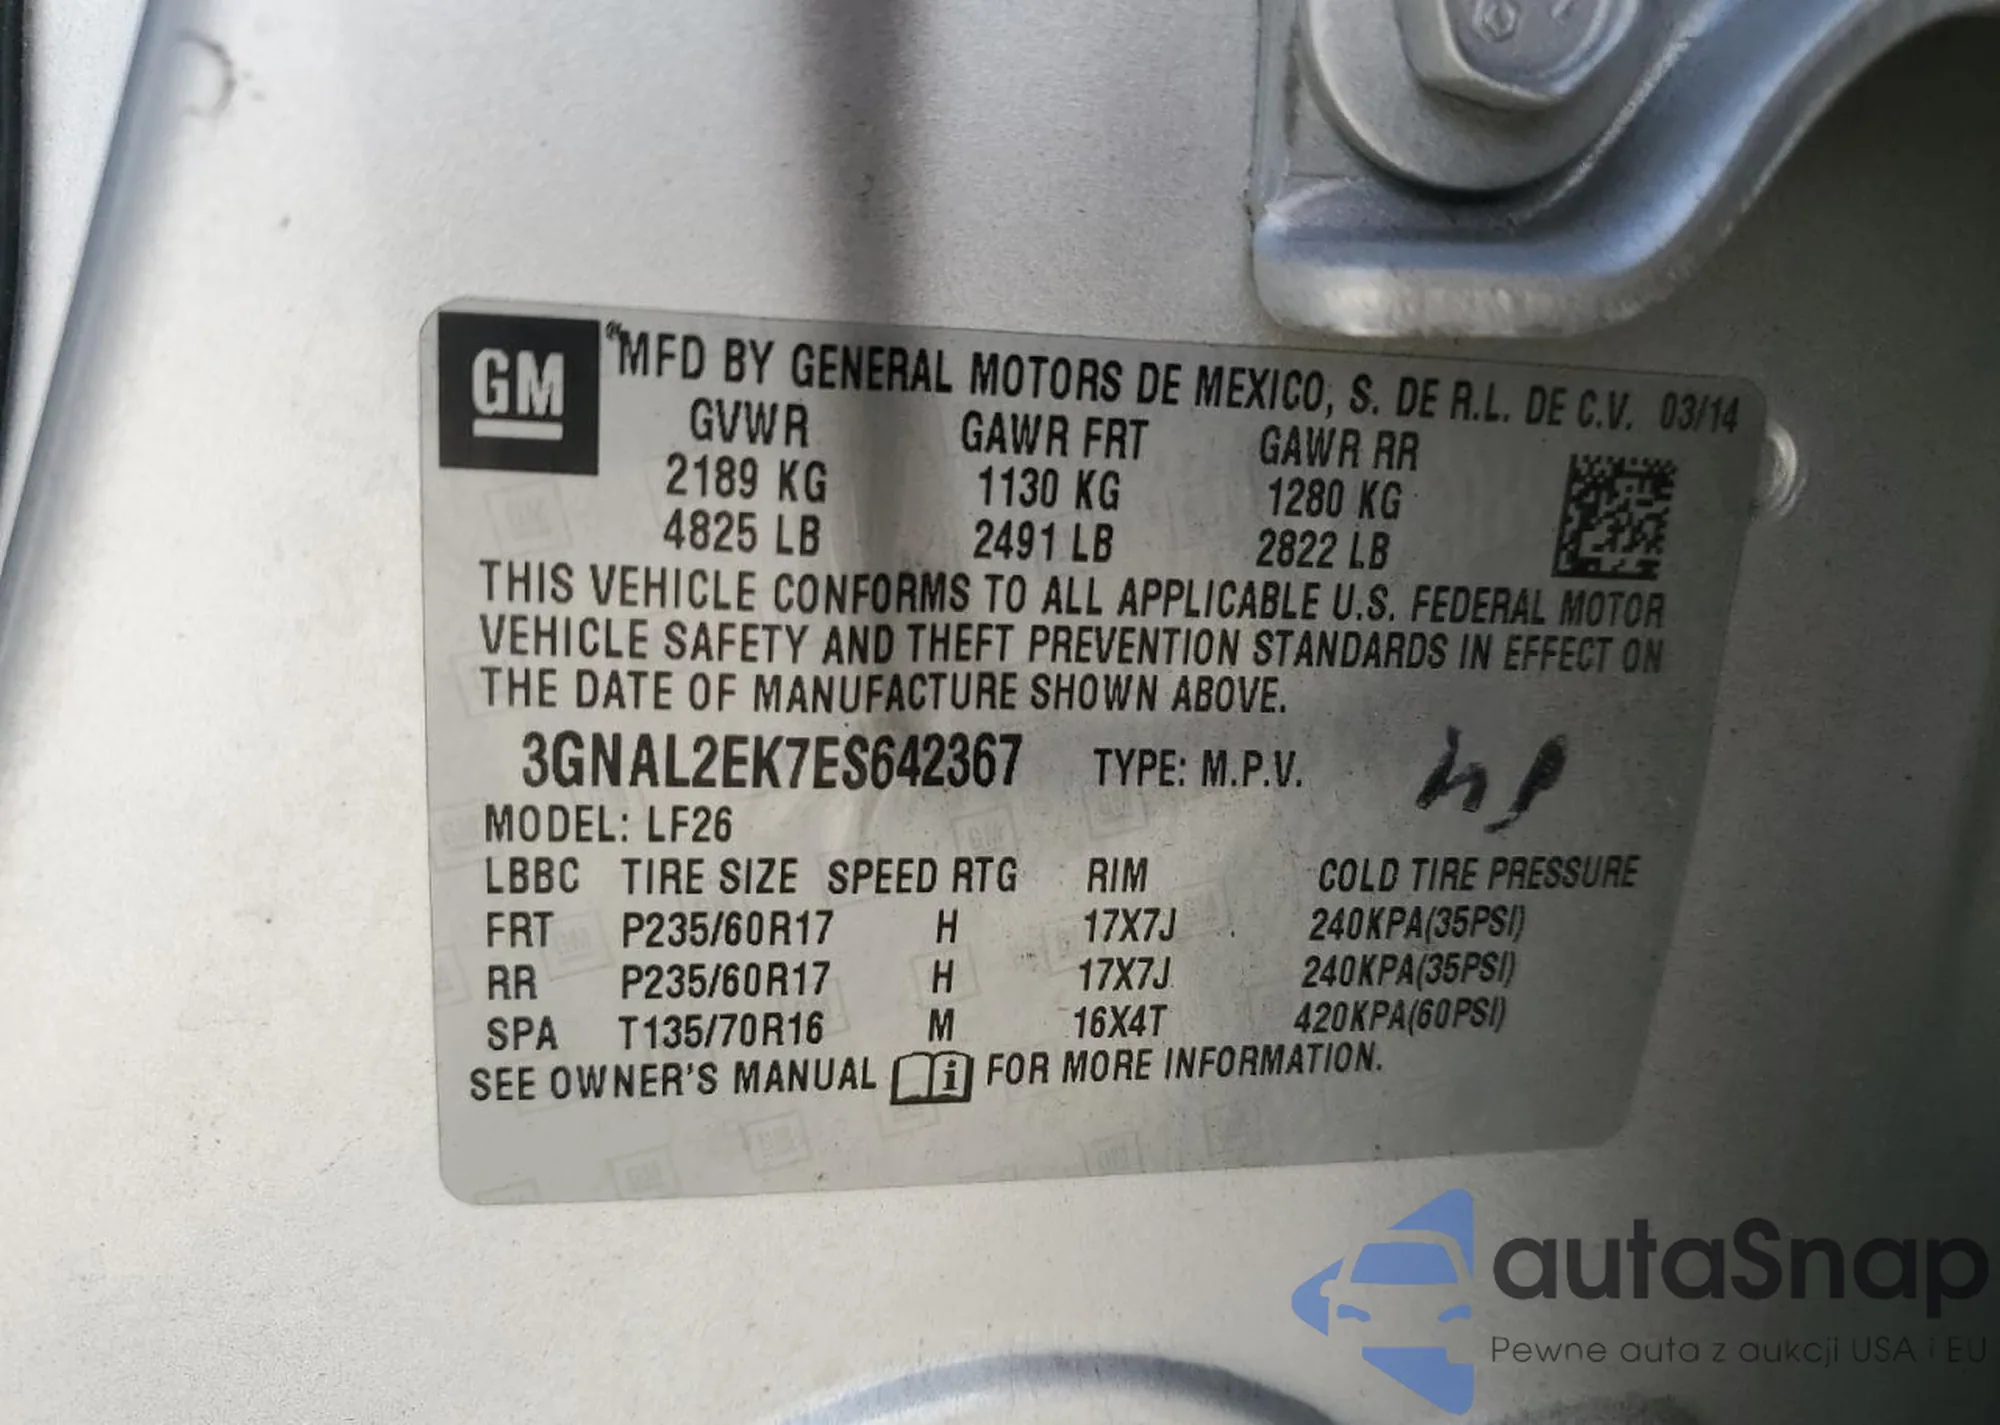 GM
MFD BY GENERAL MOTORS DE MEXICO, S. DE R.L. DE C.V. 03/14
GVWR GAWR FRT GAWR RR
2189 KG 1130 KG 1280 KG
4825 LB 2491 LB 2822 LB
THIS VEHICLE CONFORMS TO ALL APPLICABLE U.S. FEDERAL MOTOR
VEHICLE SAFETY AND THEFT PREVENTION STANDARDS IN EFFECT ON
THE DATE OF MANUFACTURE SHOWN ABOVE.
3GNAL2EK7ES642367 TYPE: M.P.V.
MODEL: LF26
LBBC TIRE SIZE SPEED RTG RIM COLD TIRE PRESSURE
FRT P235/60R17 H 17X7J 240KPA(35PSI)
RR P235/60R17 H 17X7J 240KPA(35PSI)
SPA T135/70R16 M 16X4T 420KPA(60PSI)
SEE OWNER'S MANUAL i FOR MORE INFORMATION.
autaSnap
Pewne auta z aukcji USA i EU